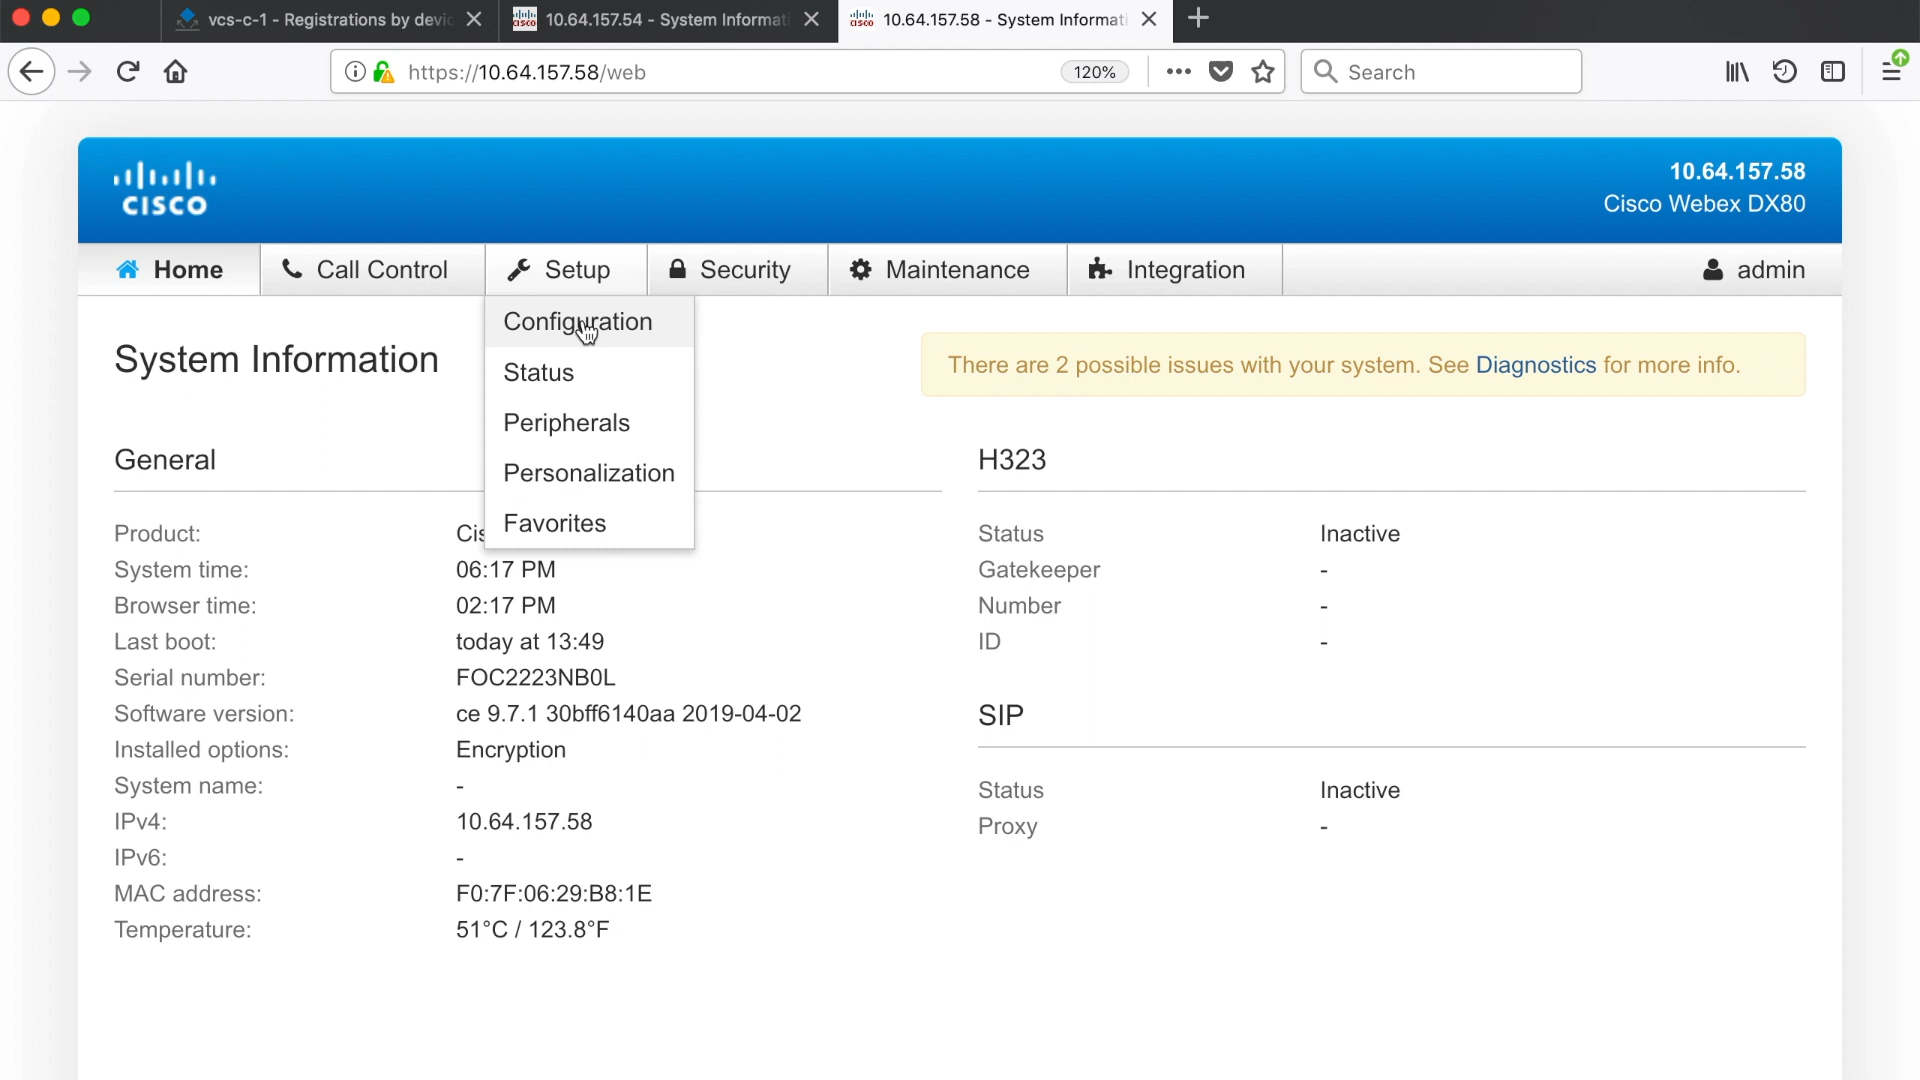 vcs-c-1 - Registrations by devic
10.64.157.54 - System Informati
10.64.157.58 - System Informati
https://10.64.157.58/web
120%
Search
CISCO
10.64.157.58
Cisco Webex DX80
Home
Call Control
Setup
Security
Maintenance
Integration
admin
Configuration
Status
Peripherals
Personalization
Favorites
System Information
There are 2 possible issues with your system. See Diagnostics for more info.
General
Product: Cis
System time: 06:17 PM
Browser time: 02:17 PM
Last boot: today at 13:49
Serial number: FOC2223NB0L
Software version: ce 9.7.1 30bff6140aa 2019-04-02
Installed options: Encryption
System name: -
IPv4: 10.64.157.58
IPv6: -
MAC address: F0:7F:06:29:B8:1E
Temperature: 51°C / 123.8°F
H323
Status Inactive
Gatekeeper -
Number -
ID -
SIP
Status Inactive
Proxy -